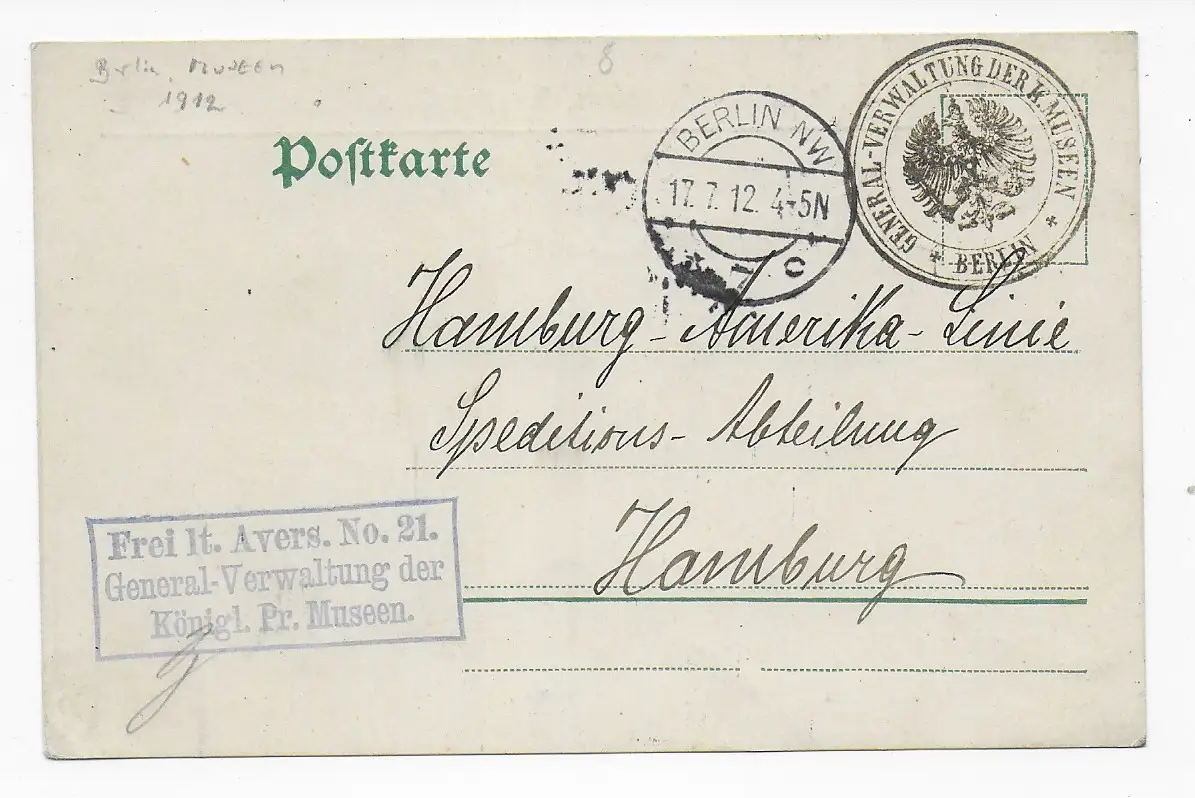 Berlin, Museen
1912
8
Postkarte
BERLIN NW
17.7.12.4-5N
1 c
GENERAL-VERWALTUNG DER K. MUSEEN
* BERLIN *
Hamburg-Amerika-Linie
Speditions-Abteilung
Hamburg
Frei lt. Avers. No. 21.
General-Verwaltung der
Königl. Pr. Museen.